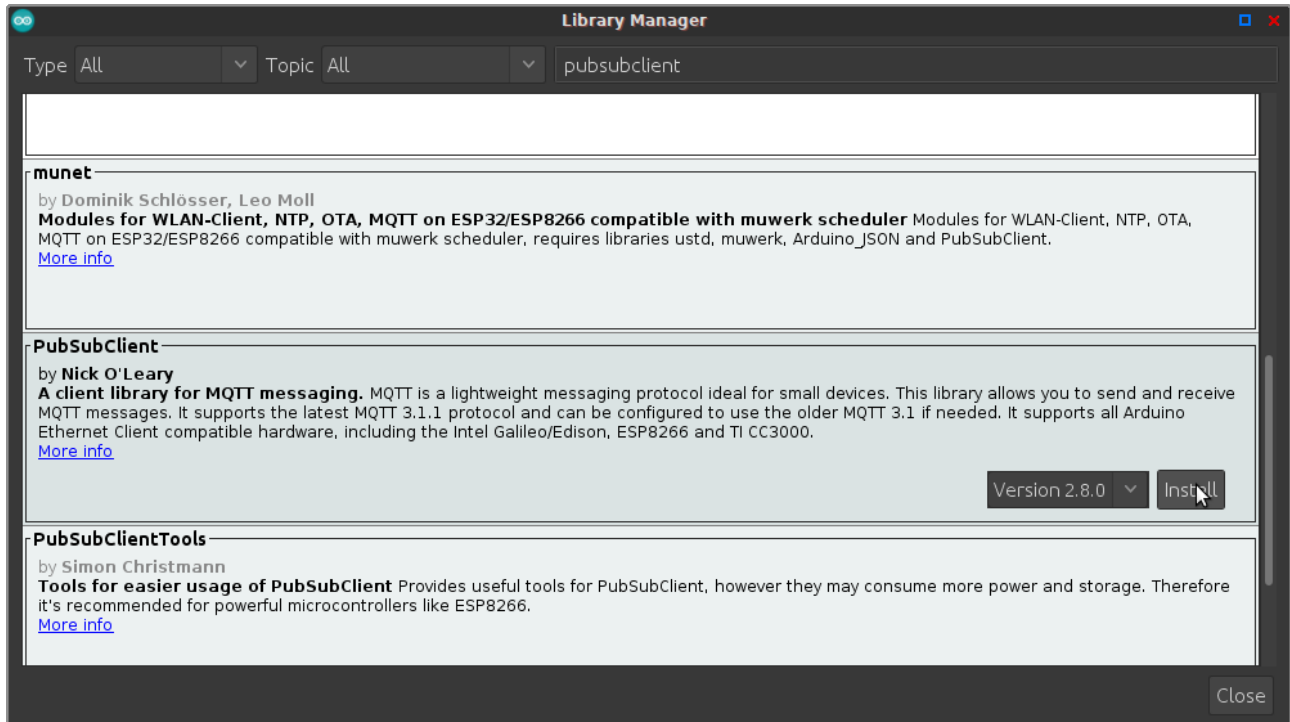 Library Manager
Type All Topic All pubsubclient
munet
by Dominik Schlösser, Leo Moll
Modules for WLAN-Client, NTP, OTA, MQTT on ESP32/ESP8266 compatible with muwerk scheduler Modules for WLAN-Client, NTP, OTA,
MQTT on ESP32/ESP8266 compatible with muwerk scheduler, requires libraries ustd, muwerk, Arduino_JSON and PubSubClient.
More info
PubSubClient
by Nick O'Leary
A client library for MQTT messaging. MQTT is a lightweight messaging protocol ideal for small devices. This library allows you to send and receive
MQTT messages. It supports the latest MQTT 3.1.1 protocol and can be configured to use the older MQTT 3.1 if needed. It supports all Arduino
Ethernet Client compatible hardware, including the Intel Galileo/Edison, ESP8266 and TI CC3000.
More info
Version 2.8.0 Install
PubSubClientTools
by Simon Christmann
Tools for easier usage of PubSubClient Provides useful tools for PubSubClient, however they may consume more power and storage. Therefore
it's recommended for powerful microcontrollers like ESP8266.
More info
Close